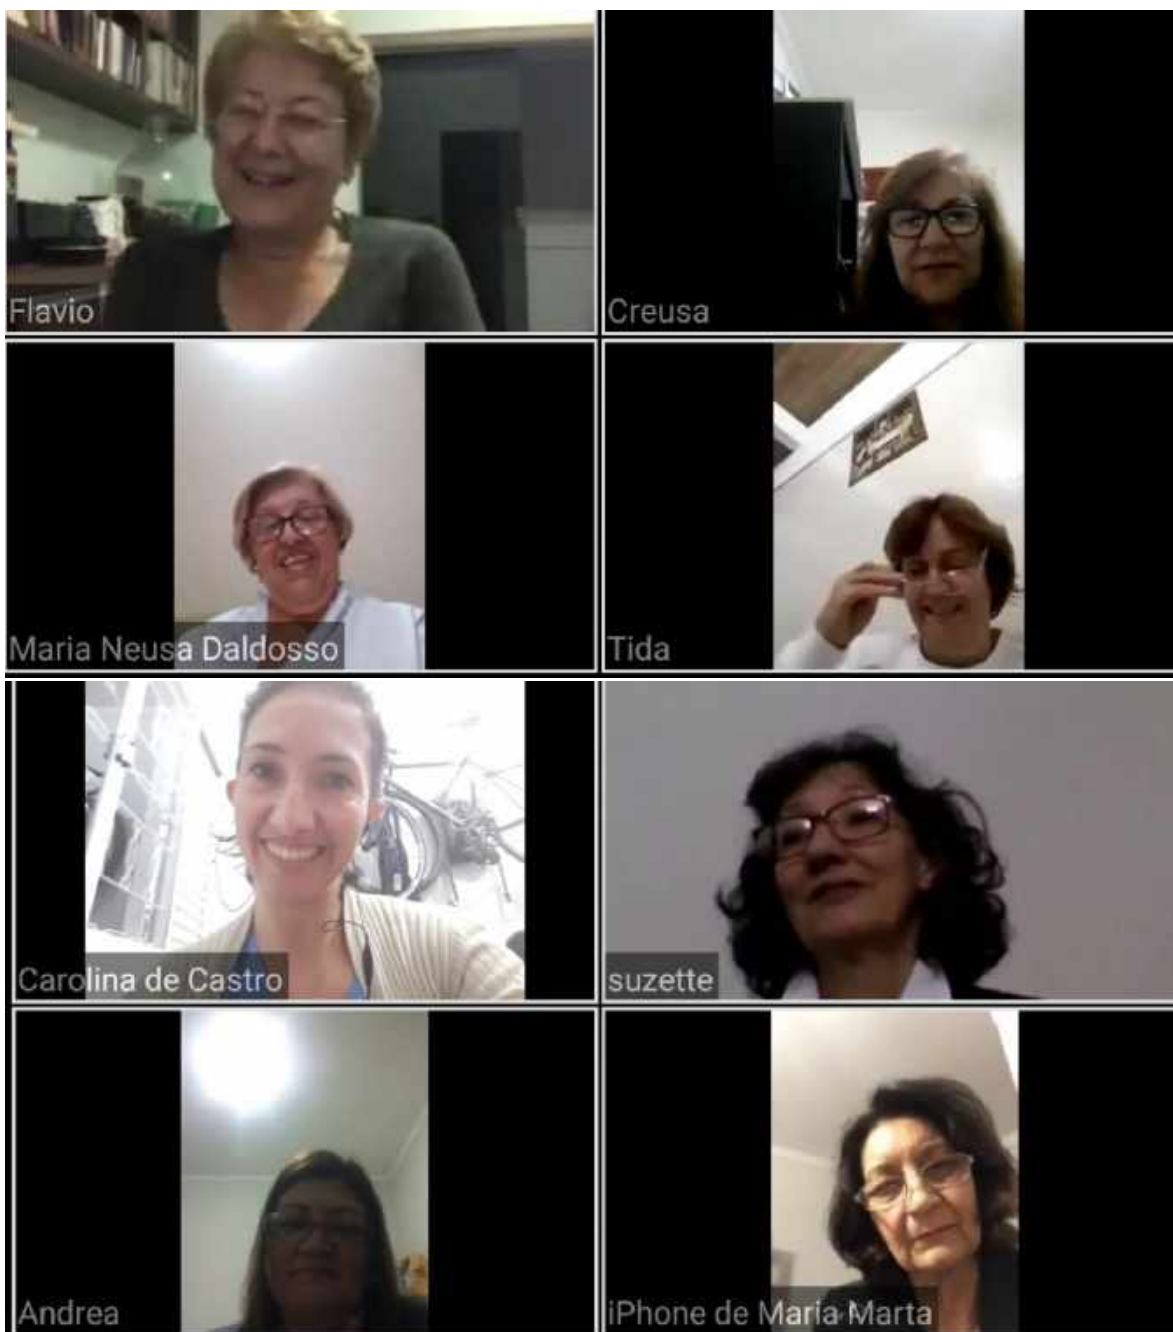 Flavio
Creusa
Maria Neusa Daldosso
Tida
Carolina de Castro
suzette
Andrea
iPhone de Maria Marta